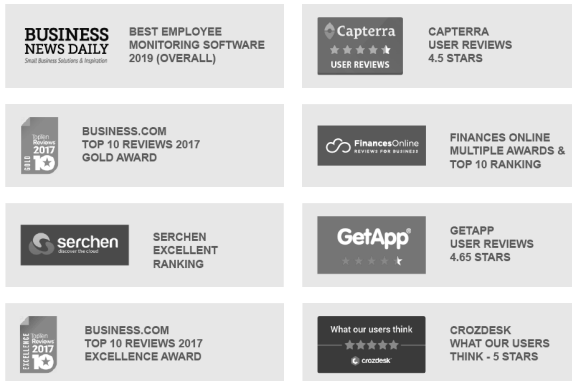 BUSINESS
NEWS DAILY
Small Business Solutions & Inspiration
BEST EMPLOYEE
MONITORING SOFTWARE
2019 (OVERALL)
Capterra
USER REVIEWS
CAPTERRA
USER REVIEWS
4.5 STARS
TopTen
Reviews
2017
10
GOLD
BUSINESS.COM
TOP 10 REVIEWS 2017
GOLD AWARD
FinancesOnline
REVIEWS FOR BUSINESS
FINANCES ONLINE
MULTIPLE AWARDS &
TOP 10 RANKING
serchen
discover the cloud
SERCHEN
EXCELLENT
RANKING
GetApp
GETAPP
USER REVIEWS
4.65 STARS
TopTen
Reviews
2017
10
EXCELLENCE
BUSINESS.COM
TOP 10 REVIEWS 2017
EXCELLENCE AWARD
What our users think
crozdesk
CROZDESK
WHAT OUR USERS
THINK - 5 STARS